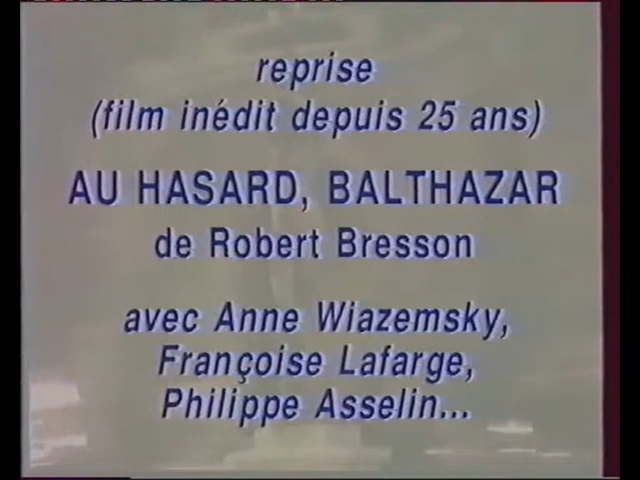 reprise
(film inédit depuis 25 ans)
AU HASARD, BALTHAZAR
de Robert Bresson
avec Anne Wiazemsky,
Françoise Lafarge,
Philippe Asselin...